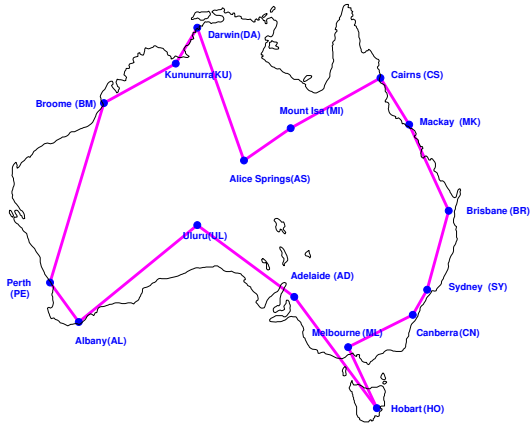 Darwin(DA)
Kununurra(KU)
Cairns (CS)
Broome (BM)
Mount Isa (MI)
Mackay (MK)
Alice Springs(AS)
Brisbane (BR)
Uluru(UL)
Adelaide (AD)
Perth
(PE)
Sydney (SY)
Melbourne (ML)
Canberra(CN)
Albany(AL)
Hobart (HO)